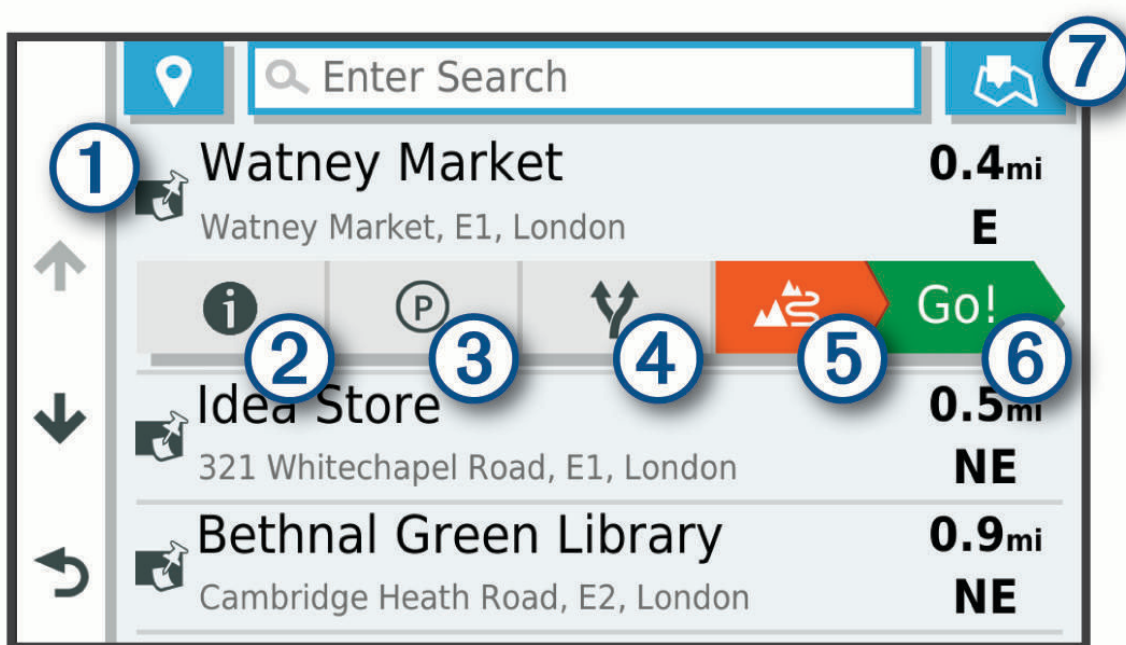 Enter Search
7
1
Watney Market
0.4mi
Watney Market, E1, London
E
i
P
Go!
2
3
4
5
6
Idea Store
0.5mi
321 Whitechapel Road, E1, London
NE
Bethnal Green Library
0.9mi
Cambridge Heath Road, E2, London
NE